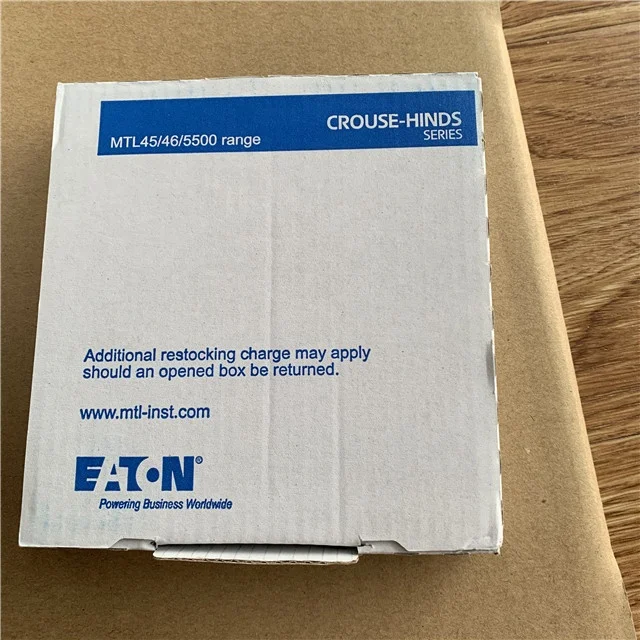 MTL45/46/5500 range
CROUSE-HINDS
SERIES
Additional restocking charge may apply
should an opened box be returned.
www.mtl-inst.com
EATON®
Powering Business Worldwide